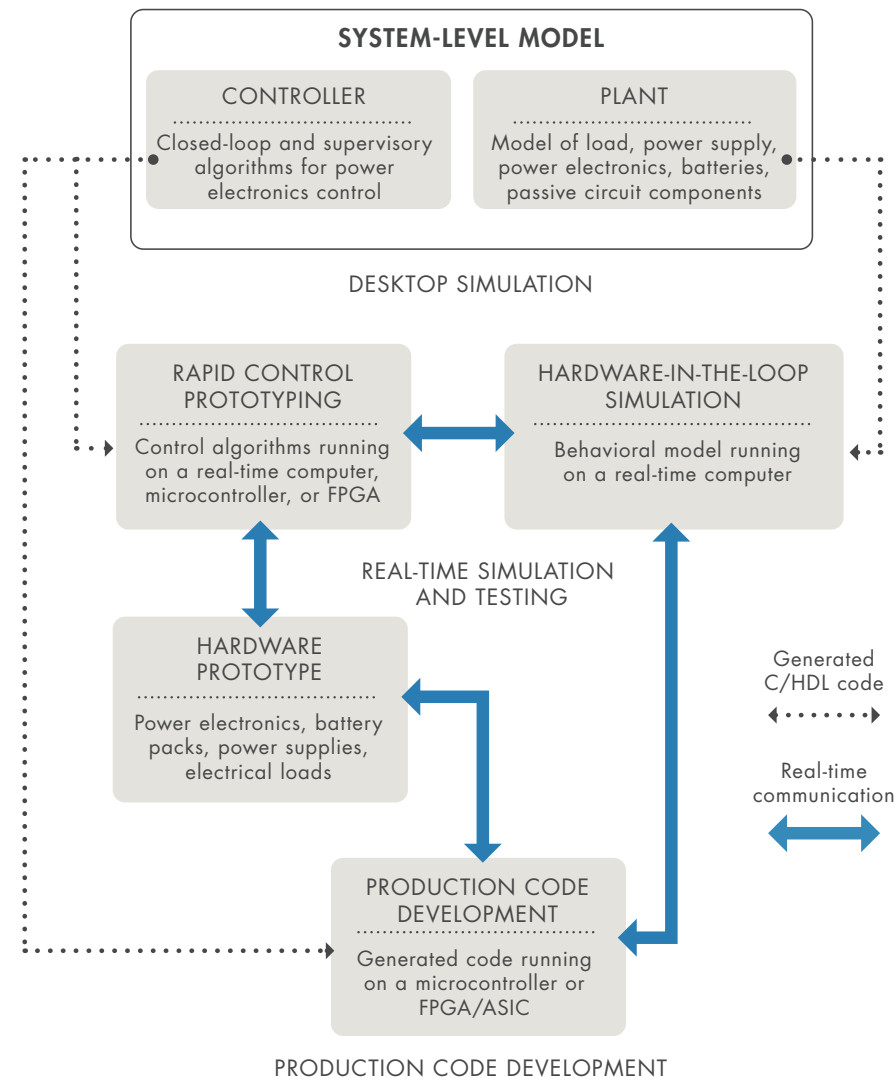 SYSTEM-LEVEL MODEL
CONTROLLER
Closed-loop and supervisory
algorithms for power
electronics control
PLANT
Model of load, power supply,
power electronics, batteries,
passive circuit components
DESKTOP SIMULATION
RAPID CONTROL
PROTOTYPING
Control algorithms running
on a real-time computer,
microcontroller, or FPGA
HARDWARE-IN-THE-LOOP
SIMULATION
Behavioral model running
on a real-time computer
REAL-TIME SIMULATION
AND TESTING
HARDWARE
PROTOTYPE
Power electronics, battery
packs, power supplies,
electrical loads
Generated
C/HDL code
Real-time
communication
PRODUCTION CODE
DEVELOPMENT
Generated code running
on a microcontroller or
FPGA/ASIC
PRODUCTION CODE DEVELOPMENT